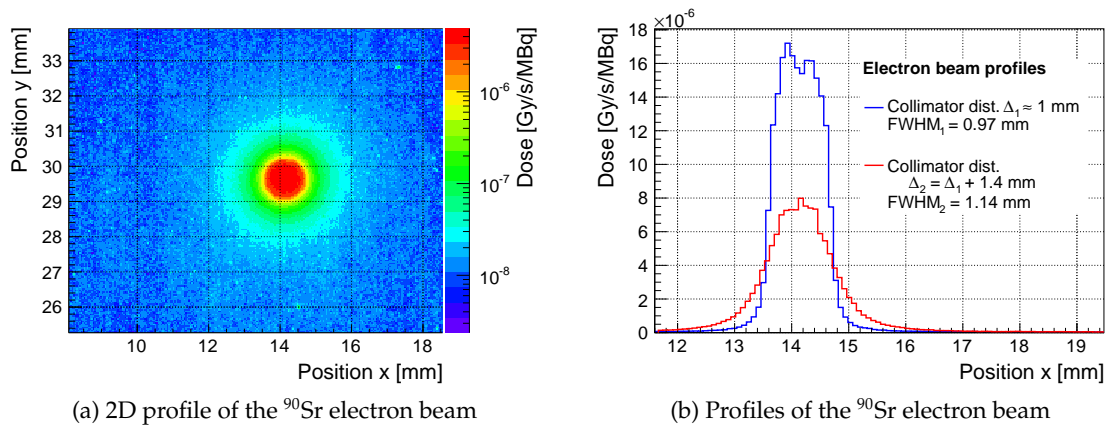 Position y [mm]
33
32
31
30
29
28
27
26
10 12 14 16 18
Position x [mm]
10⁻⁶
10⁻⁷
10⁻⁸
Dose [Gy/s/MBq]
(a) 2D profile of the ⁹⁰Sr electron beam
×10⁻⁶
Dose [Gy/s/MBq]
18
16
14
12
10
8
6
4
2
0
12 13 14 15 16 17 18 19
Position x [mm]
Electron beam profiles
Collimator dist. Δ₁ ≈ 1 mm
FWHM₁ = 0.97 mm
Collimator dist.
Δ₂ = Δ₁ + 1.4 mm
FWHM₂ = 1.14 mm
(b) Profiles of the ⁹⁰Sr electron beam